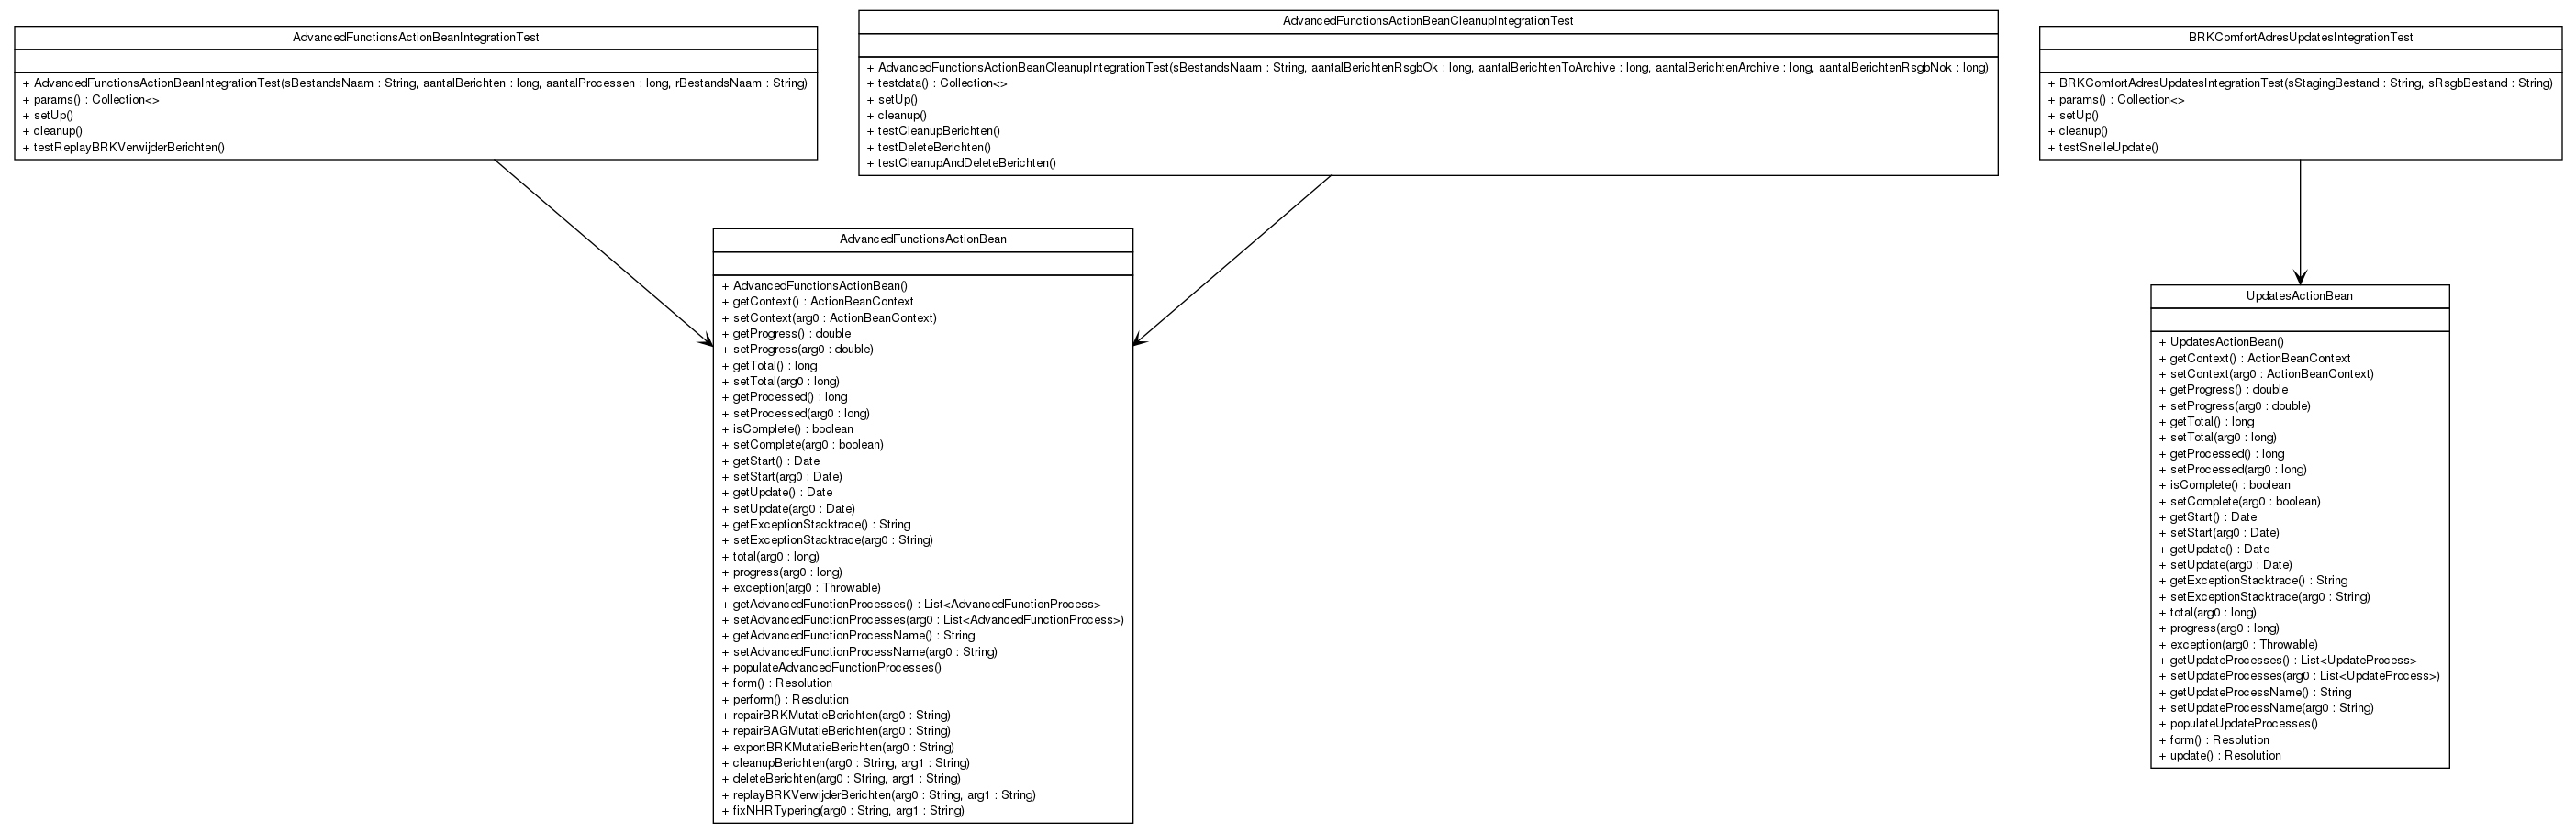 AdvancedFunctionsActionBeanIntegrationTest
+ AdvancedFunctionsActionBeanIntegrationTest(sBestandsNaam : String, aantalBerichten : long, aantalProcessen : long, rBestandsNaam : String)
+ params() : Collection<>
+ setUp()
+ cleanup()
+ testReplayBRKVerwijderBerichten()
AdvancedFunctionsActionBeanCleanupIntegrationTest
+ AdvancedFunctionsActionBeanCleanupIntegrationTest(sBestandsNaam : String, aantalBerichtenRsgbOk : long, aantalBerichtenToArchive : long, aantalBerichtenArchive : long, aantalBerichtenRsgbNok : long)
+ testdata() : Collection<>
+ setUp()
+ cleanup()
+ testCleanupBerichten()
+ testDeleteBerichten()
+ testCleanupAndDeleteBerichten()
BRKComfortAdresUpdatesIntegrationTest
+ BRKComfortAdresUpdatesIntegrationTest(sStagingBestand : String, sRsgbBestand : String)
+ params() : Collection<>
+ setUp()
+ cleanup()
+ testSnelleUpdate()
AdvancedFunctionsActionBean
+ AdvancedFunctionsActionBean()
+ getContext() : ActionBeanContext
+ setContext(arg0 : ActionBeanContext)
+ getProgress() : double
+ setProgress(arg0 : double)
+ getTotal() : long
+ setTotal(arg0 : long)
+ getProcessed() : long
+ setProcessed(arg0 : long)
+ isComplete() : boolean
+ setComplete(arg0 : boolean)
+ getStart() : Date
+ setStart(arg0 : Date)
+ getUpdate() : Date
+ setUpdate(arg0 : Date)
+ getExceptionStacktrace() : String
+ setExceptionStacktrace(arg0 : String)
+ total(arg0 : long)
+ progress(arg0 : long)
+ exception(arg0 : Throwable)
+ getAdvancedFunctionProcesses() : List<AdvancedFunctionProcess>
+ setAdvancedFunctionProcesses(arg0 : List<AdvancedFunctionProcess>)
+ getAdvancedFunctionProcessName() : String
+ setAdvancedFunctionProcessName(arg0 : String)
+ populateAdvancedFunctionProcesses()
+ form() : Resolution
+ perform() : Resolution
+ repairBRKMutatieBerichten(arg0 : String)
+ repairBAGMutatieBerichten(arg0 : String)
+ exportBRKMutatieBerichten(arg0 : String)
+ cleanupBerichten(arg0 : String, arg1 : String)
+ deleteBerichten(arg0 : String, arg1 : String)
+ replayBRKVerwijderBerichten(arg0 : String, arg1 : String)
+ fixNHRTypering(arg0 : String, arg1 : String)
UpdatesActionBean
+ UpdatesActionBean()
+ getContext() : ActionBeanContext
+ setContext(arg0 : ActionBeanContext)
+ getProgress() : double
+ setProgress(arg0 : double)
+ getTotal() : long
+ setTotal(arg0 : long)
+ getProcessed() : long
+ setProcessed(arg0 : long)
+ isComplete() : boolean
+ setComplete(arg0 : boolean)
+ getStart() : Date
+ setStart(arg0 : Date)
+ getUpdate() : Date
+ setUpdate(arg0 : Date)
+ getExceptionStacktrace() : String
+ setExceptionStacktrace(arg0 : String)
+ total(arg0 : long)
+ progress(arg0 : long)
+ exception(arg0 : Throwable)
+ getUpdateProcesses() : List<UpdateProcess>
+ setUpdateProcesses(arg0 : List<UpdateProcess>)
+ getUpdateProcessName() : String
+ setUpdateProcessName(arg0 : String)
+ populateUpdateProcesses()
+ form() : Resolution
+ update() : Resolution